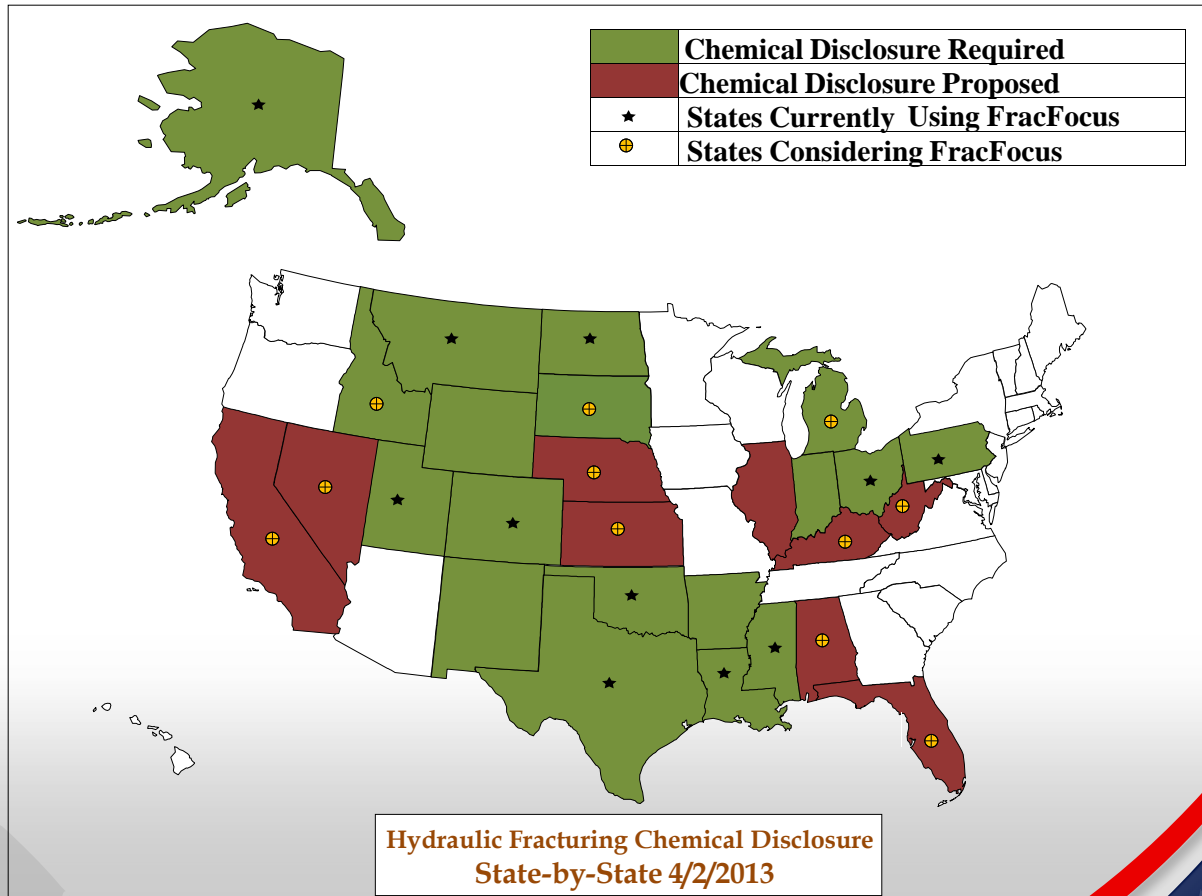 Chemical Disclosure Required
Chemical Disclosure Proposed
States Currently Using FracFocus
States Considering FracFocus
Hydraulic Fracturing Chemical Disclosure
State-by-State 4/2/2013